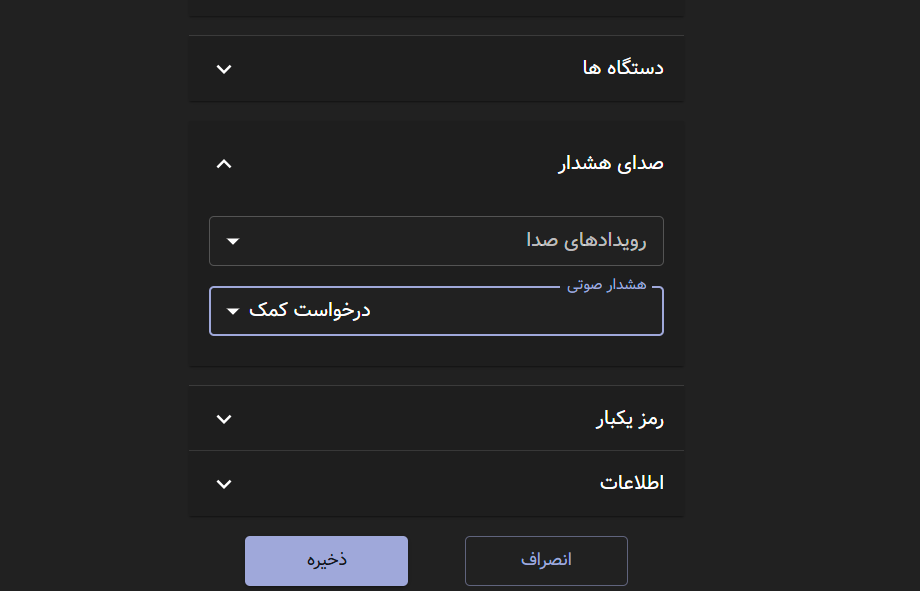 دستگاه ها
صدای هشدار
رویدادهای صدا
هشدار صوتی
درخواست کمک
رمز یکبار
اطلاعات
انصراف
ذخیره